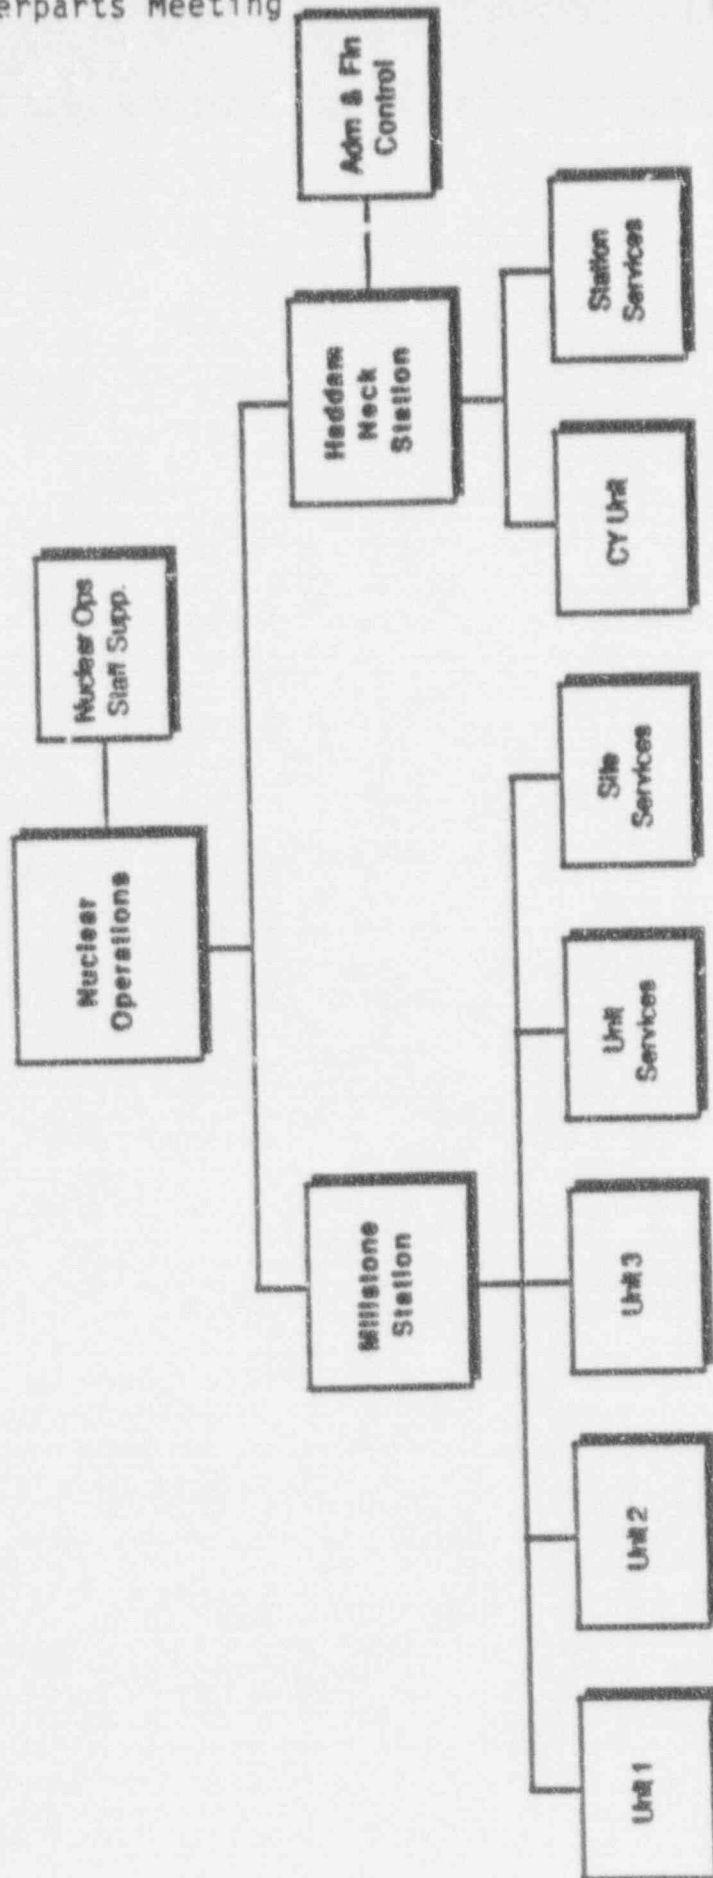 erparts Meeting
Nuclear
Operations
Nuclear Ops
Staff Supp.
Millstone
Station
Haddam
Neck
Station
Adm & Fin
Control
Unit 1
Unit 2
Unit 3
Unit
Services
Site
Services
CY Unit
Station
Services